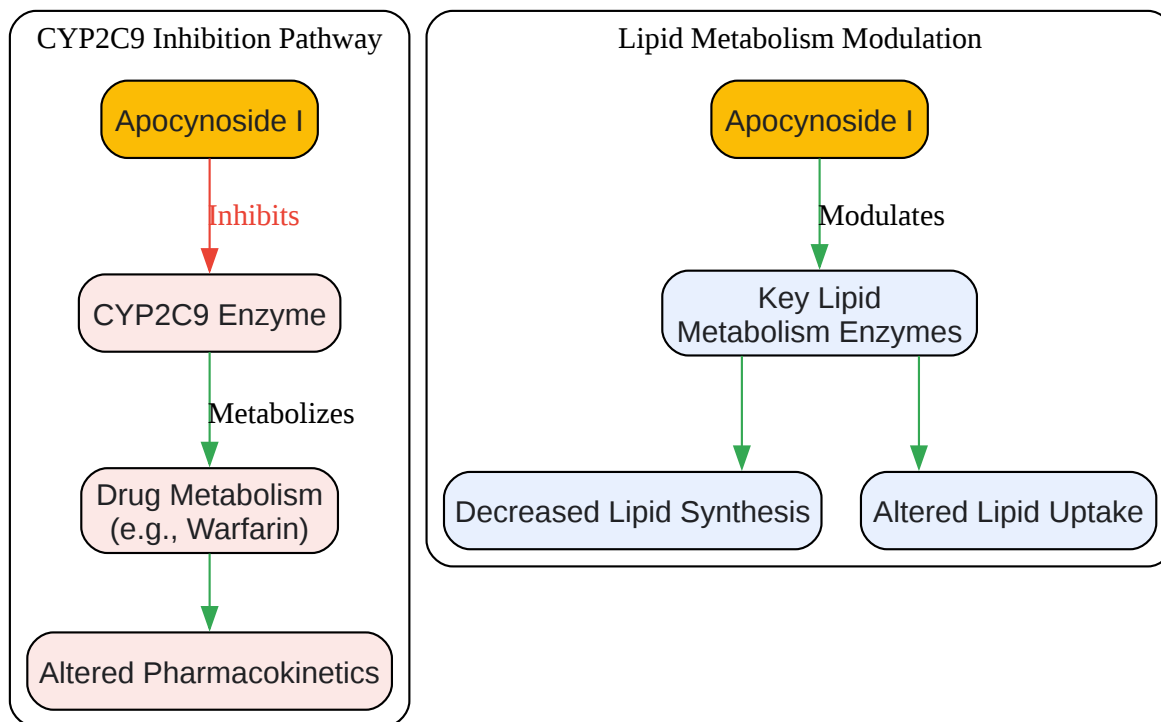 CYP2C9 Inhibition Pathway
Apocynoside I
Inhibits
CYP2C9 Enzyme
Metabolizes
Drug Metabolism
(e.g., Warfarin)
Altered Pharmacokinetics
Lipid Metabolism Modulation
Apocynoside I
Modulates
Key Lipid
Metabolism Enzymes
Decreased Lipid Synthesis
Altered Lipid Uptake